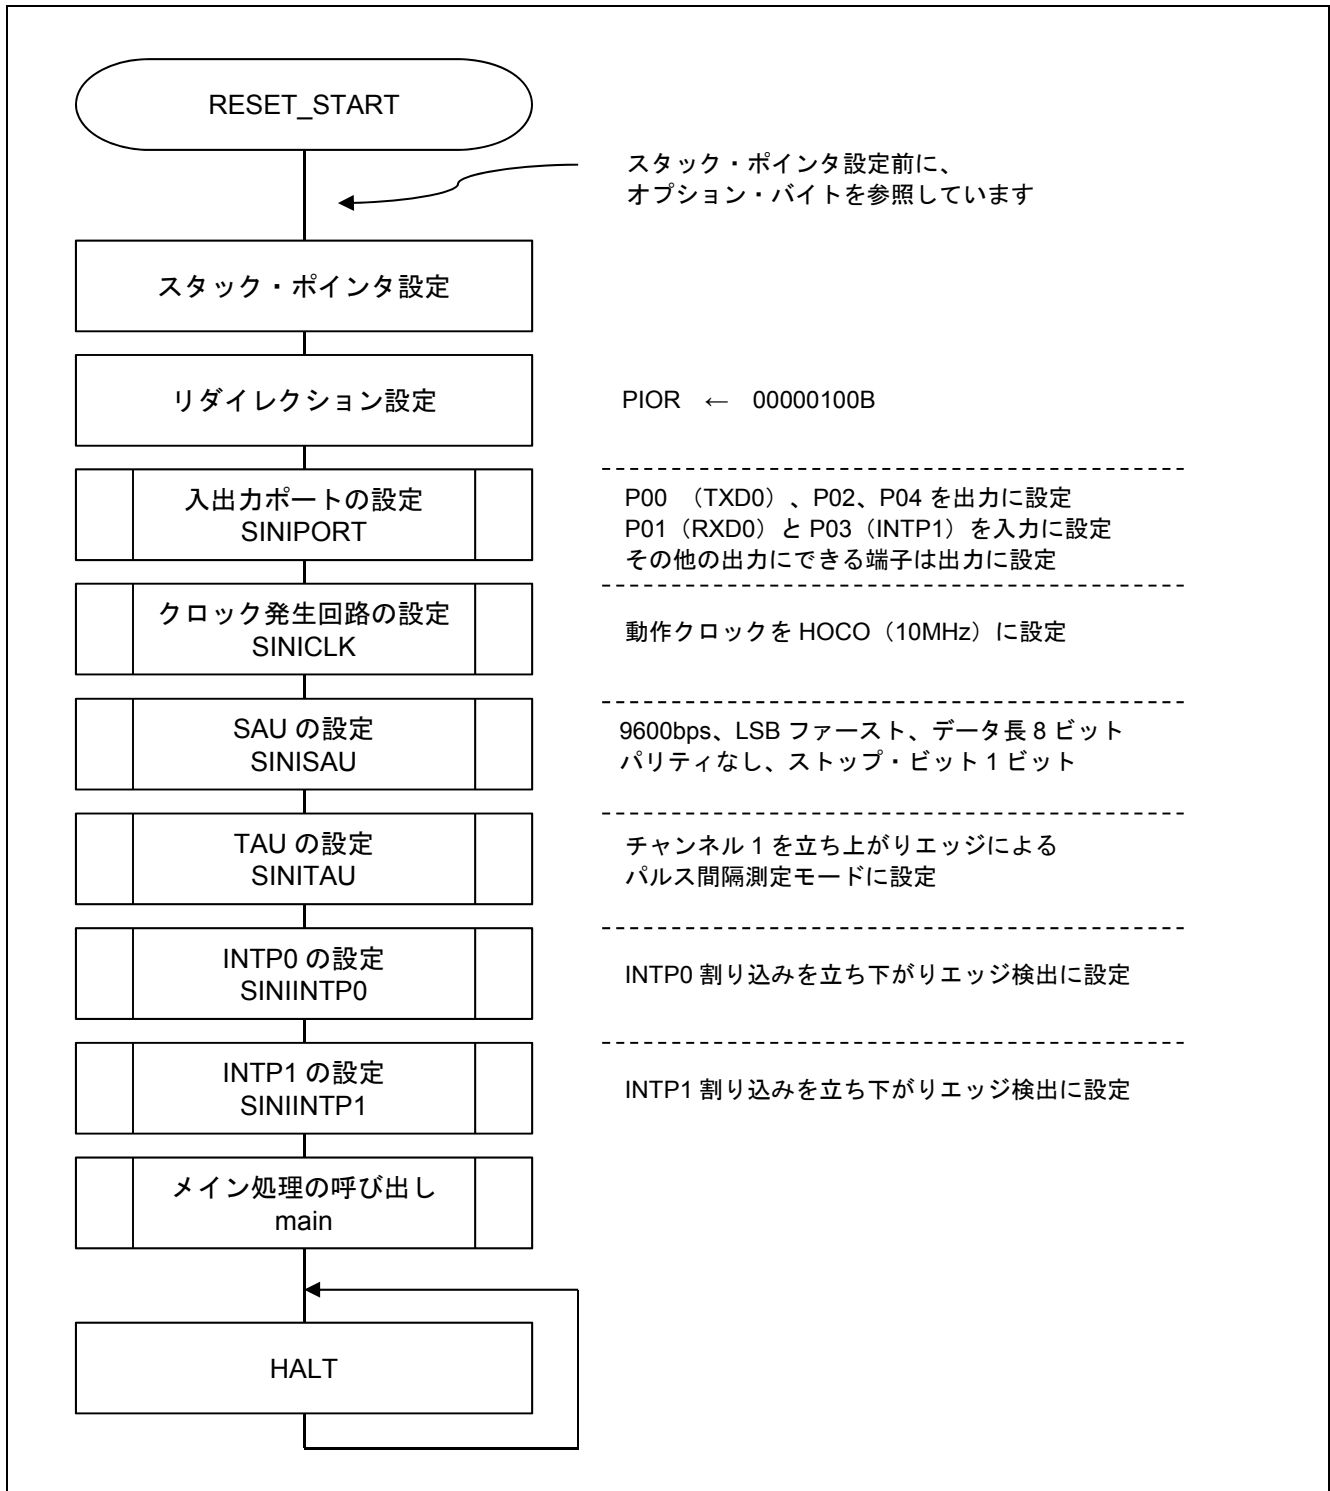 RESET_START
スタック・ポインタ設定前に、
オプション・バイトを参照しています
スタック・ポインタ設定
リダイレクション設定
PIOR ← 00000100B
入出力ポートの設定
SINIPORT
P00 （TXD0）、P02、P04 を出力に設定
P01（RXD0）と P03（INTP1）を入力に設定
その他の出力にできる端子は出力に設定
クロック発生回路の設定
SINICLK
動作クロックを HOCO（10MHz）に設定
SAU の設定
SINISAU
9600bps、LSB ファースト、データ長 8 ビット
パリティなし、ストップ・ビット 1 ビット
TAU の設定
SINITAU
チャンネル 1 を立ち上がりエッジによる
パルス間隔測定モードに設定
INTP0 の設定
SINIINTP0
INTP0 割り込みを立ち下がりエッジ検出に設定
INTP1 の設定
SINIINTP1
INTP1 割り込みを立ち下がりエッジ検出に設定
メイン処理の呼び出し
main
HALT